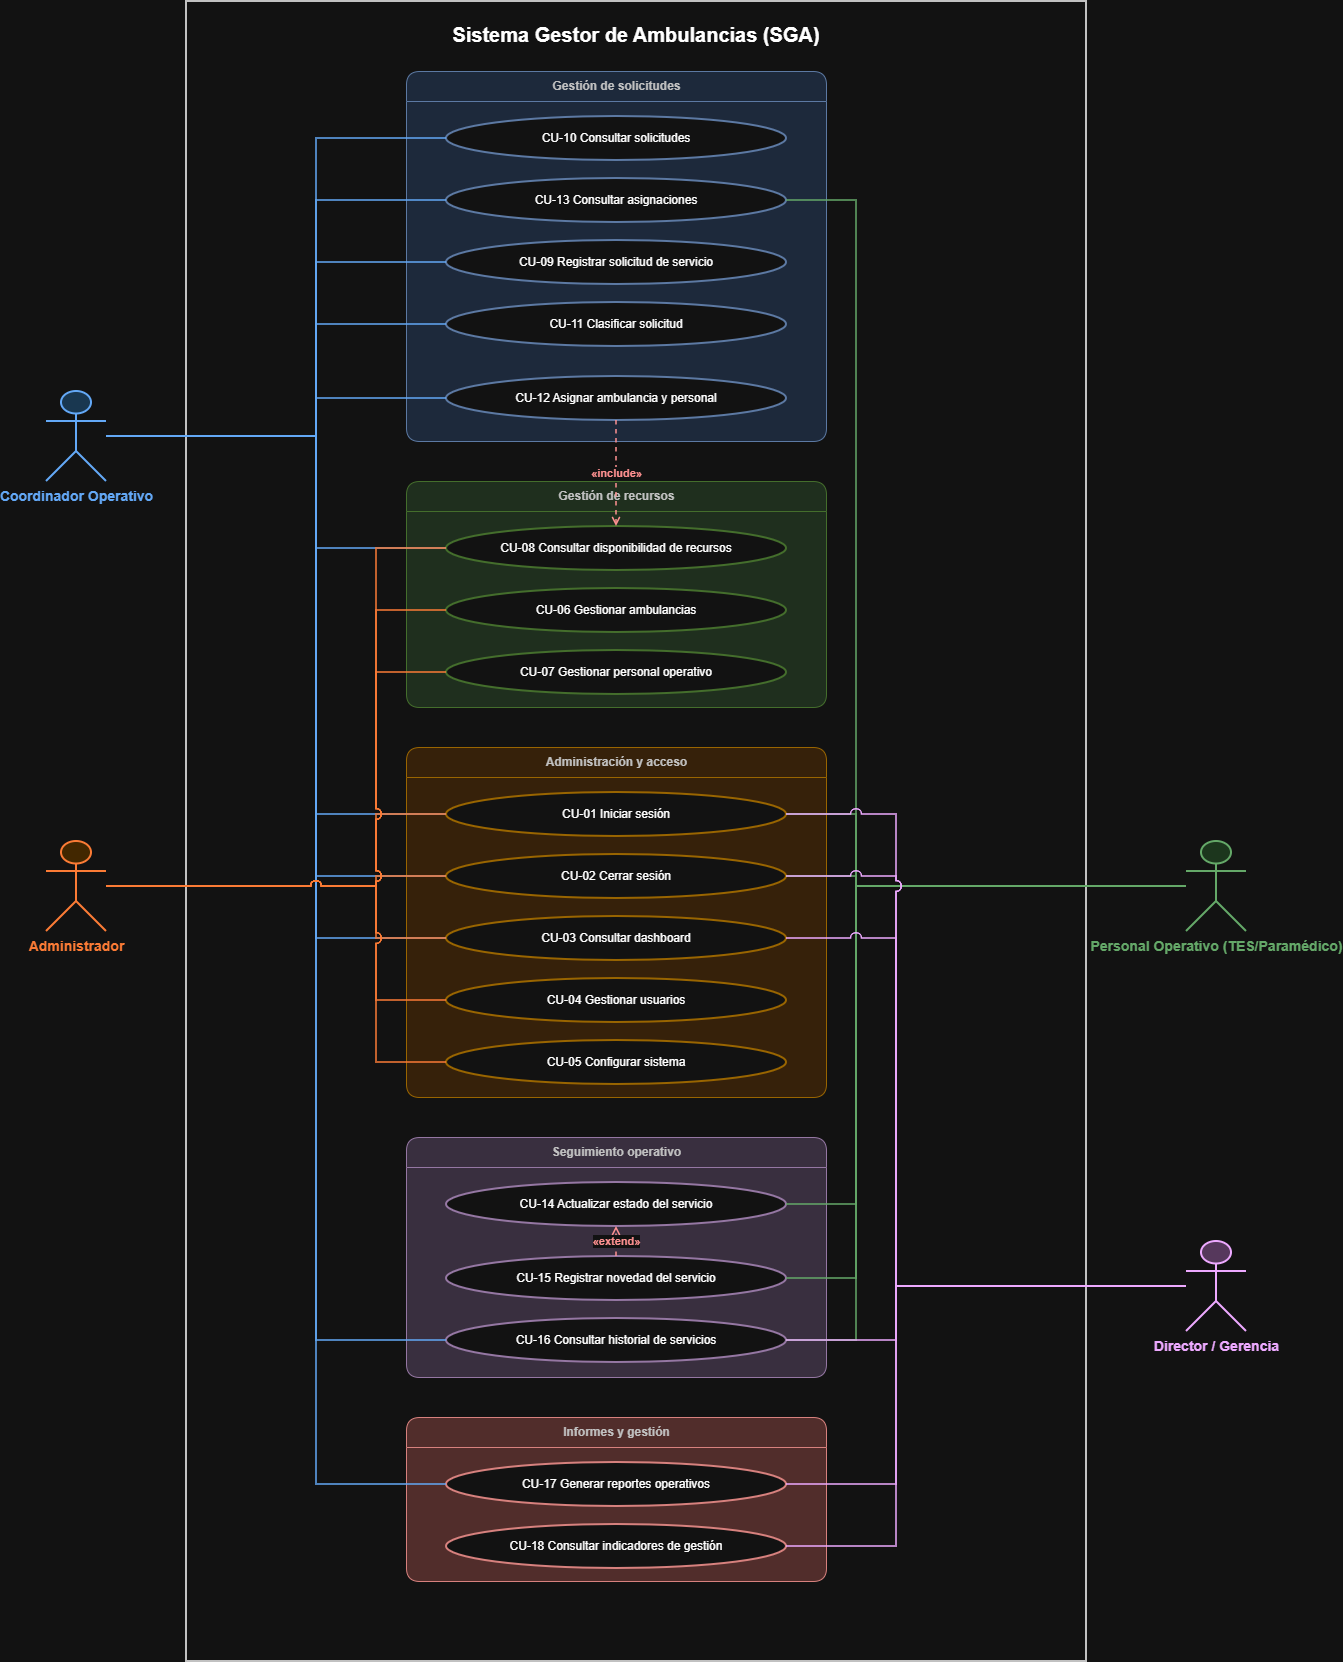 Sistema Gestor de Ambulancias (SGA)
Gestión de solicitudes
CU-10 Consultar solicitudes
CU-13 Consultar asignaciones
CU-09 Registrar solicitud de servicio
CU-11 Clasificar solicitud
CU-12 Asignar ambulancia y personal
Coordinador Operativo
«include»
Gestión de recursos
CU-08 Consultar disponibilidad de recursos
CU-06 Gestionar ambulancias
CU-07 Gestionar personal operativo
Administración y acceso
CU-01 Iniciar sesión
CU-02 Cerrar sesión
CU-03 Consultar dashboard
Administrador
Personal Operativo (TES/Paramédico)
CU-04 Gestionar usuarios
CU-05 Configurar sistema
Seguimiento operativo
CU-14 Actualizar estado del servicio
«extend»
CU-15 Registrar novedad del servicio
CU-16 Consultar historial de servicios
Director / Gerencia
Informes y gestión
CU-17 Generar reportes operativos
CU-18 Consultar indicadores de gestión